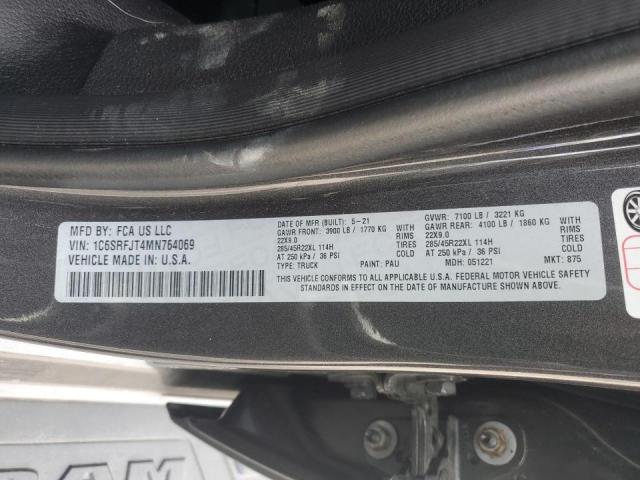 MFD BY: FCA US LLC
VIN: 1C6SRFJT4MN764069
VEHICLE MADE IN: U.S.A.
DATE OF MFR (BUILT): 5-21
GAWR FRONT: 3900 LB / 1770 KG WITH
22X9.0 TIRES
285/45R22XL 114H COLD
AT 250 kPa / 36 PSI
TYPE: TRUCK PAINT: PAU
GVWR: 7100 LB / 3221 KG
GAWR REAR: 4100 LB / 1860 KG WITH
22X9.0 TIRES
285/45R22XL 114H COLD
AT 250 kPa / 36 PSI
MDH: 051221 MKT: 875
THIS VEHICLE CONFORMS TO ALL APPLICABLE U.S.A. FEDERAL MOTOR VEHICLE SAFETY
STANDARDS IN EFFECT ON THE DATE OF MANUFACTURE SHOWN ABOVE.
RAM